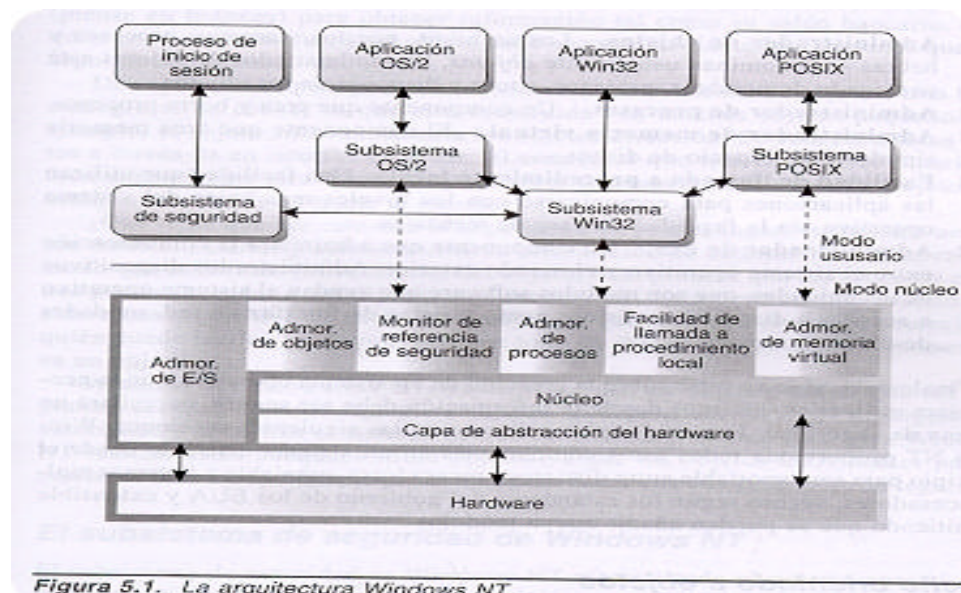 Proceso de
inicio de
sesión
Aplicación
OS/2
Aplicación
Win32
Aplicación
POSIX
Subsistema
OS/2
Subsistema
POSIX
Subsistema
de seguridad
Subsistema
Win32
Modo
ususario
Modo núcleo
Admor.
de E/S
Admor.
de objetos
Monitor de
referencia
de seguridad
Admor.
de
procesos
Facilidad de
llamada a
procedimiento
local
Admor.
de memoria
virtual
Núcleo
Capa de abstracción del hardware
Hardware
Figura 5.1. La arquitectura Windows NT